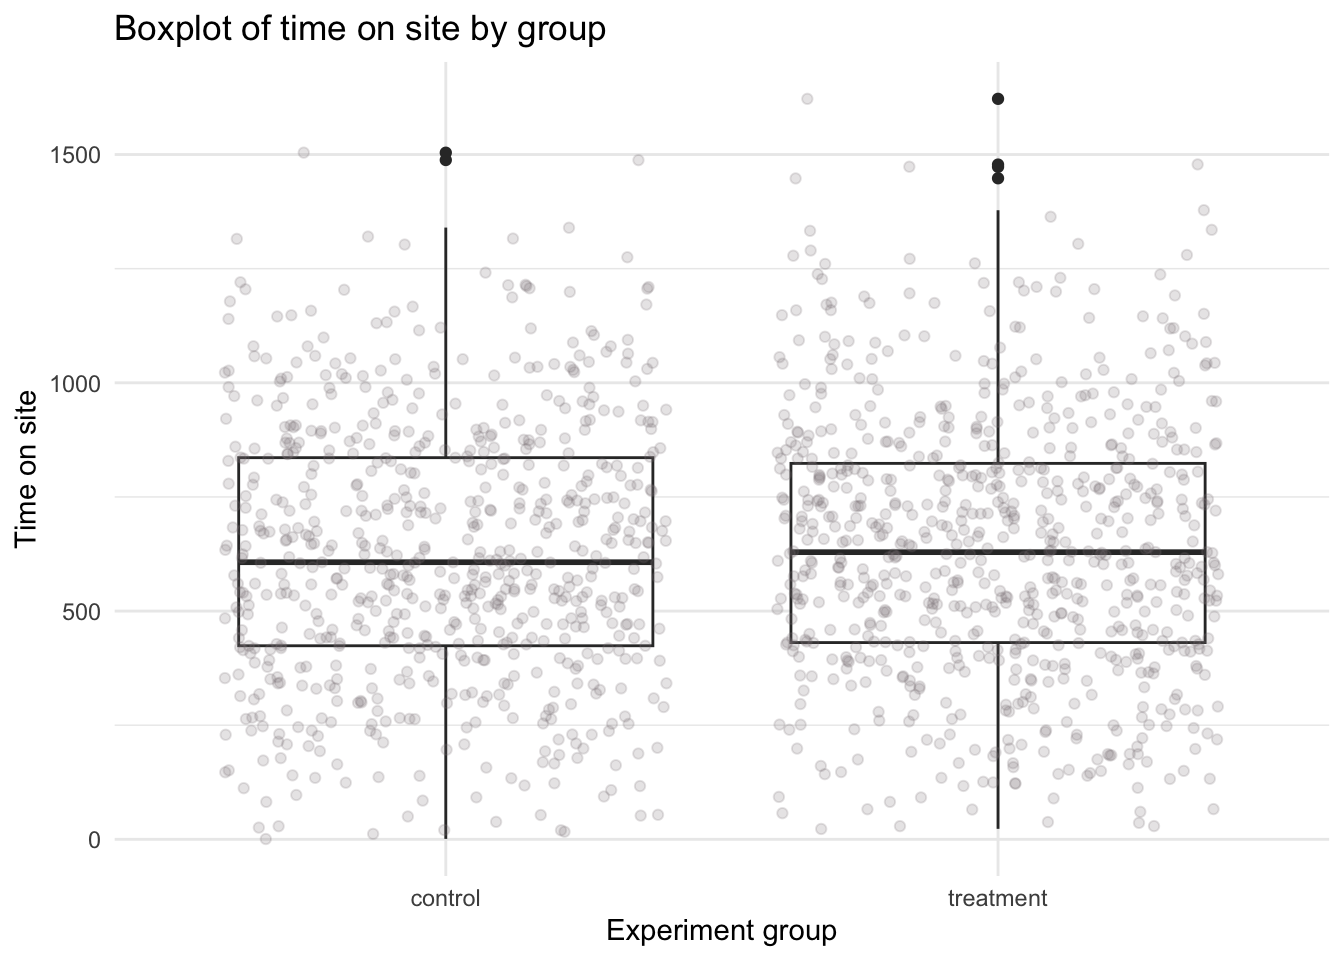 Boxplot of time on site by group
Time on site
1500
1000
500
0
control
treatment
Experiment group